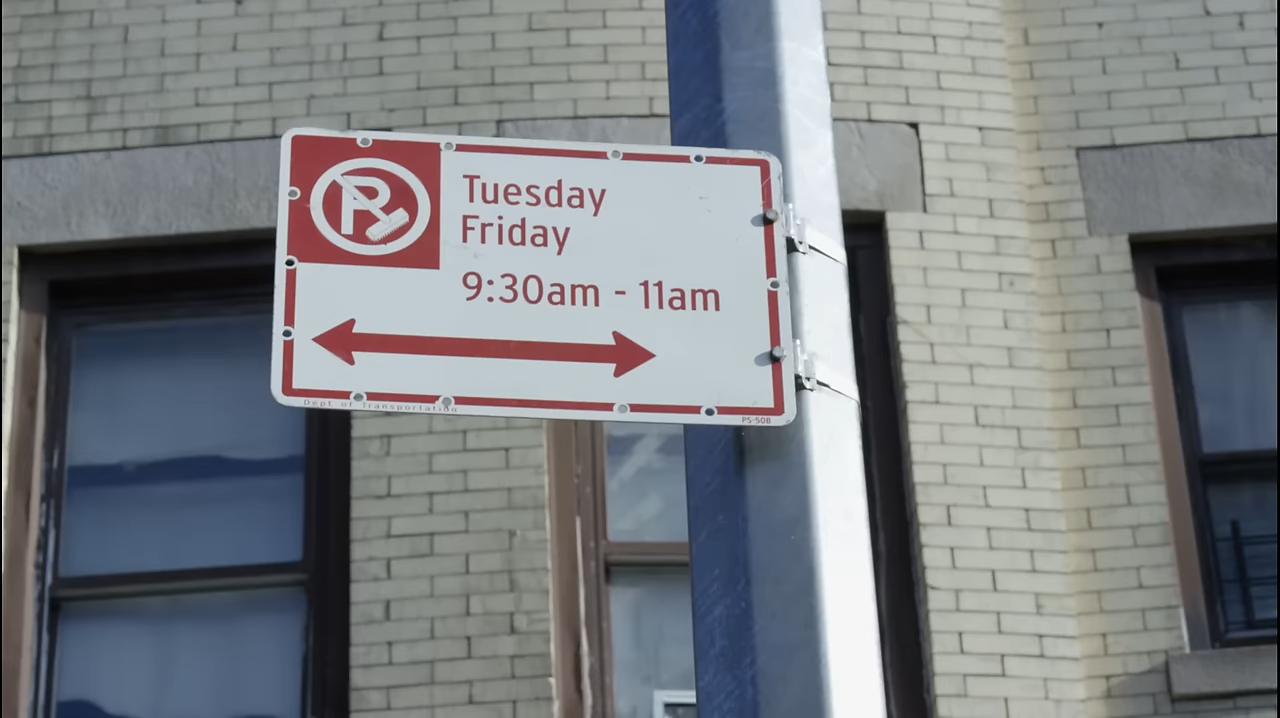 P
Tuesday
Friday
9:30am - 11am
Dept of Transportation
PS-50B